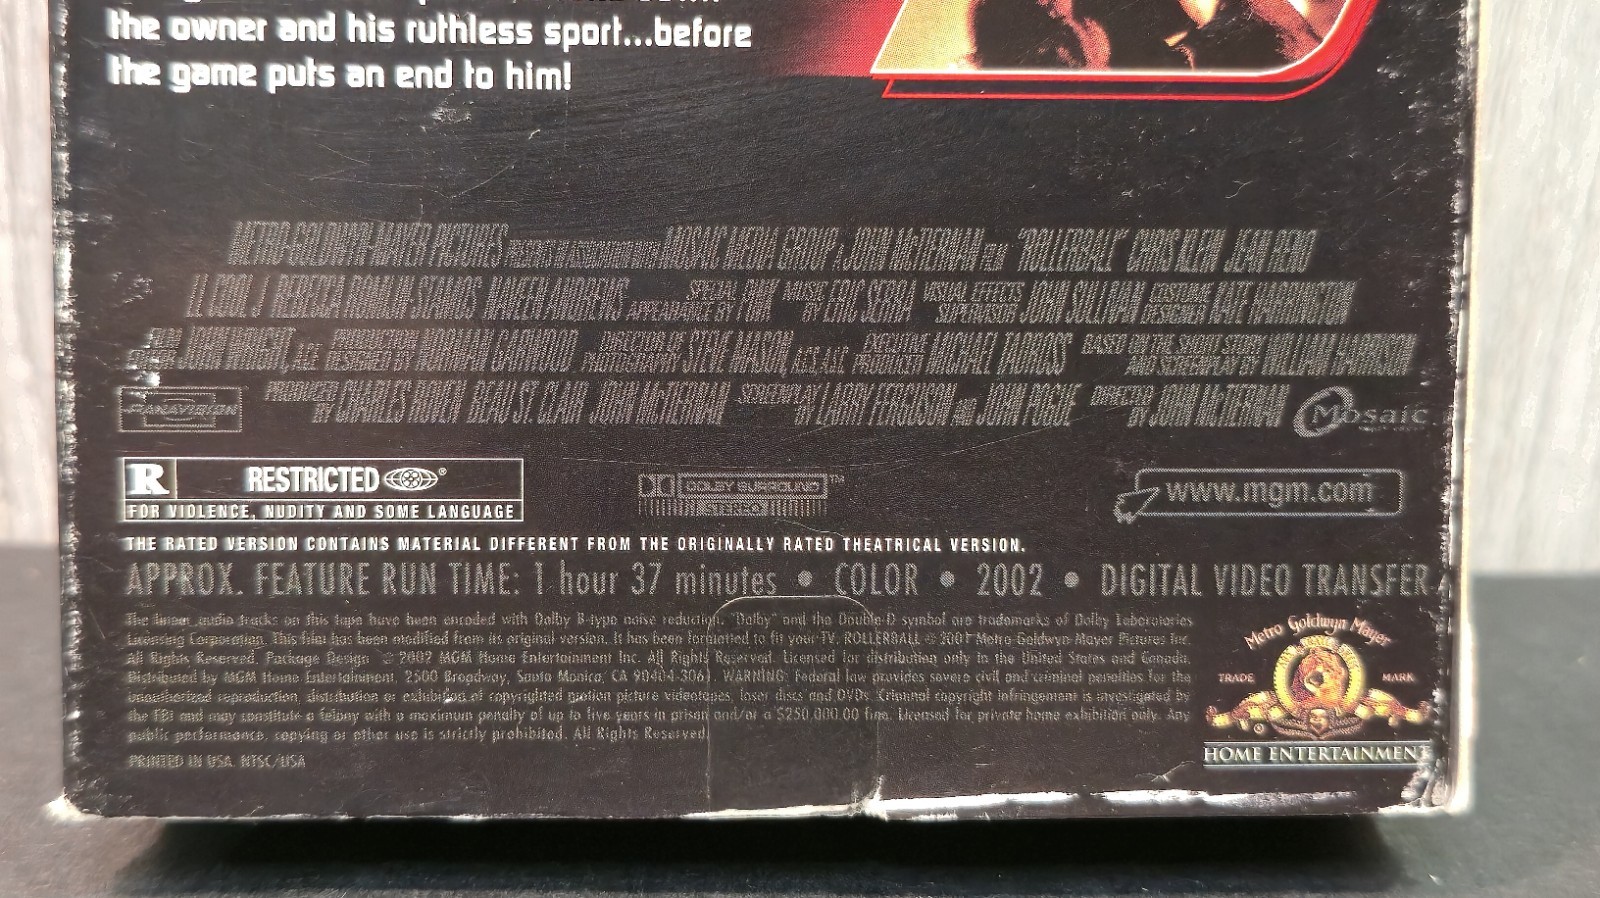 the owner and his ruthless sport...before
the game puts an end to him!
METRO-GOLDWYN-MAYER PICTURES PRESENTS IN ASSOCIATION WITH MOSAIC MEDIA GROUP A JOHN McTIERNAN FILM "ROLLERBALL" CHRIS KLEIN JEAN RENO
LL COOL J REBECCA ROMIJN-STAMOS NAVEEN ANDREWS SPECIAL APPEARANCE BY PINK MUSIC BY ERIC SERRA VISUAL EFFECTS SUPERVISOR JOHN SULLIVAN COSTUME DESIGNER KATE HARRINGTON
JOHN WRIGHT, A.C.E. DESIGNED BY NORMAN GARWOOD DIRECTOR OF PHOTOGRAPHY STEVE MASON, A.C.S., A.S.C. EXECUTIVE PRODUCER MICHAEL TADROSS BASED ON THE SHORT STORY AND SCREENPLAY BY WILLIAM HARRISON
PANAVISION PRODUCED BY CHARLES ROVEN BEAU ST. CLAIR JOHN McTIERNAN SCREENPLAY BY LARRY FERGUSON AND JOHN POGUE DIRECTED BY JOHN McTIERNAN Mosaic
R RESTRICTED ®
FOR VIOLENCE, NUDITY AND SOME LANGUAGE
DOLBY SURROUND ™
STEREO
www.mgm.com
THE RATED VERSION CONTAINS MATERIAL DIFFERENT FROM THE ORIGINALLY RATED THEATRICAL VERSION.
APPROX. FEATURE RUN TIME: 1 hour 37 minutes • COLOR • 2002 • DIGITAL VIDEO TRANSFER
The linear audio tracks on this tape have been encoded with Dolby B-type noise reduction. "Dolby" and the Double-D symbol are trademarks of Dolby Laboratories
Licensing Corporation. This film has been modified from its original version. It has been formatted to fit your TV. ROLLERBALL © 2001 Metro-Goldwyn-Mayer Pictures Inc.
All Rights Reserved. Package Design © 2002 MGM Home Entertainment Inc. All Rights Reserved. Licensed for distribution only in the United States and Canada.
Distributed by MGM Home Entertainment, 2500 Broadway, Santa Monica, CA 90404-3061. WARNING: Federal law provides severe civil and criminal penalties for the
unauthorized reproduction, distribution or exhibition of copyrighted motion picture videotapes, laser discs and DVDs. Criminal copyright infringement is investigated by
the FBI and may constitute a felony with a maximum penalty of up to five years in prison and/or a $250,000.00 fine. Licensed for private home exhibition only. Any
public performance, copying or other use is strictly prohibited. All Rights Reserved.
PRINTED IN USA. NTSC/USA
Metro Goldwyn Mayer
TRADE MARK
HOME ENTERTAINMENT